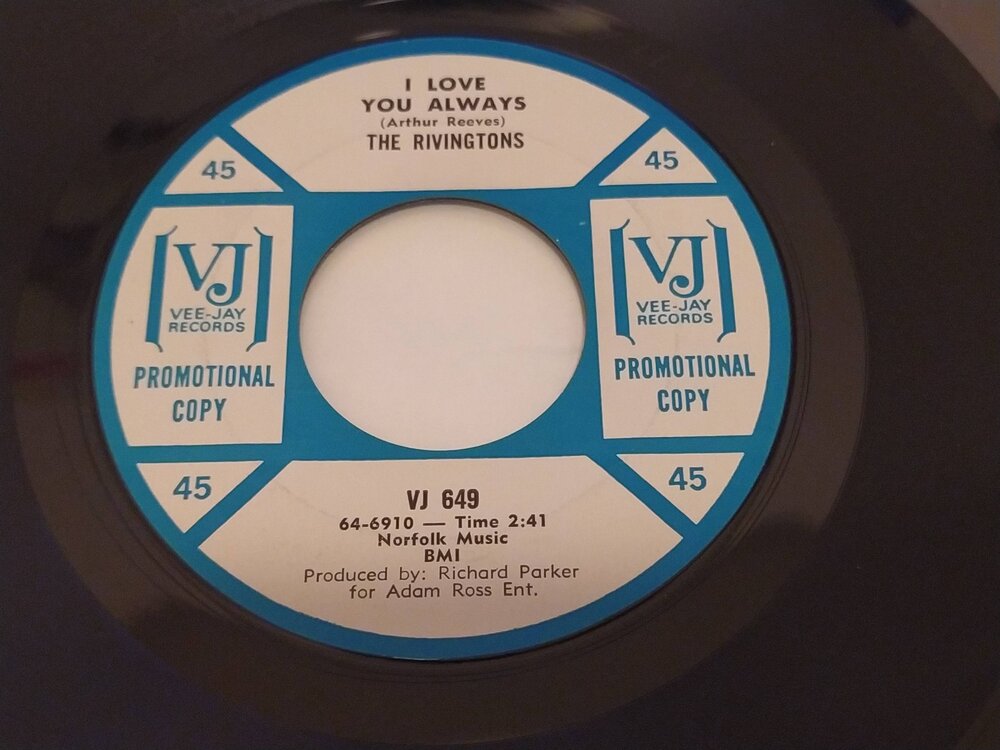 I LOVE
YOU ALWAYS
(Arthur Reeves)
THE RIVINGTONS
45
45
VJ
VEE-JAY
RECORDS
PROMOTIONAL
COPY
VJ
VEE-JAY
RECORDS
PROMOTIONAL
COPY
45
45
VJ 649
64-6910 — Time 2:41
Norfolk Music
BMI
Produced by: Richard Parker
for Adam Ross Ent.